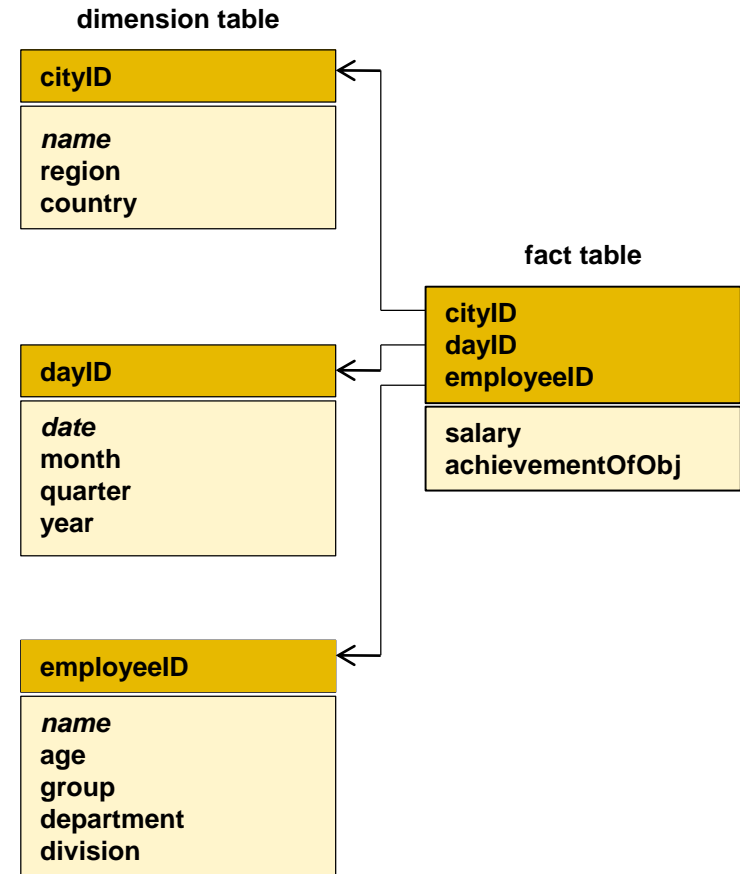 dimension table
cityID
name
region
country
fact table
cityID
dayID
employeeID
salary
achievementOfObj
dayID
date
month
quarter
year
employeeID
name
age
group
department
division